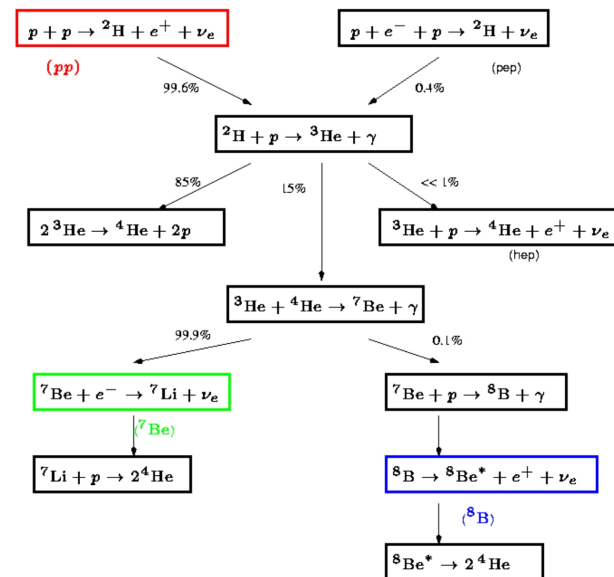 p + p → ²H + e⁺ + νₑ
p + e⁻ + p → ²H + νₑ
(pp)
(pep)
99.6%
0.4%
²H + p → ³He + γ
85%
15%
<< 1%
2 ³He → ⁴He + 2p
³He + p → ⁴He + e⁺ + νₑ
(hep)
³He + ⁴He → ⁷Be + γ
99.9%
0.1%
⁷Be + e⁻ → ⁷Li + νₑ
⁷Be + p → ⁸B + γ
(⁷Be)
⁷Li + p → 2⁴He
⁸B → ⁸Be* + e⁺ + νₑ
(⁸B)
⁸Be* → 2 ⁴He